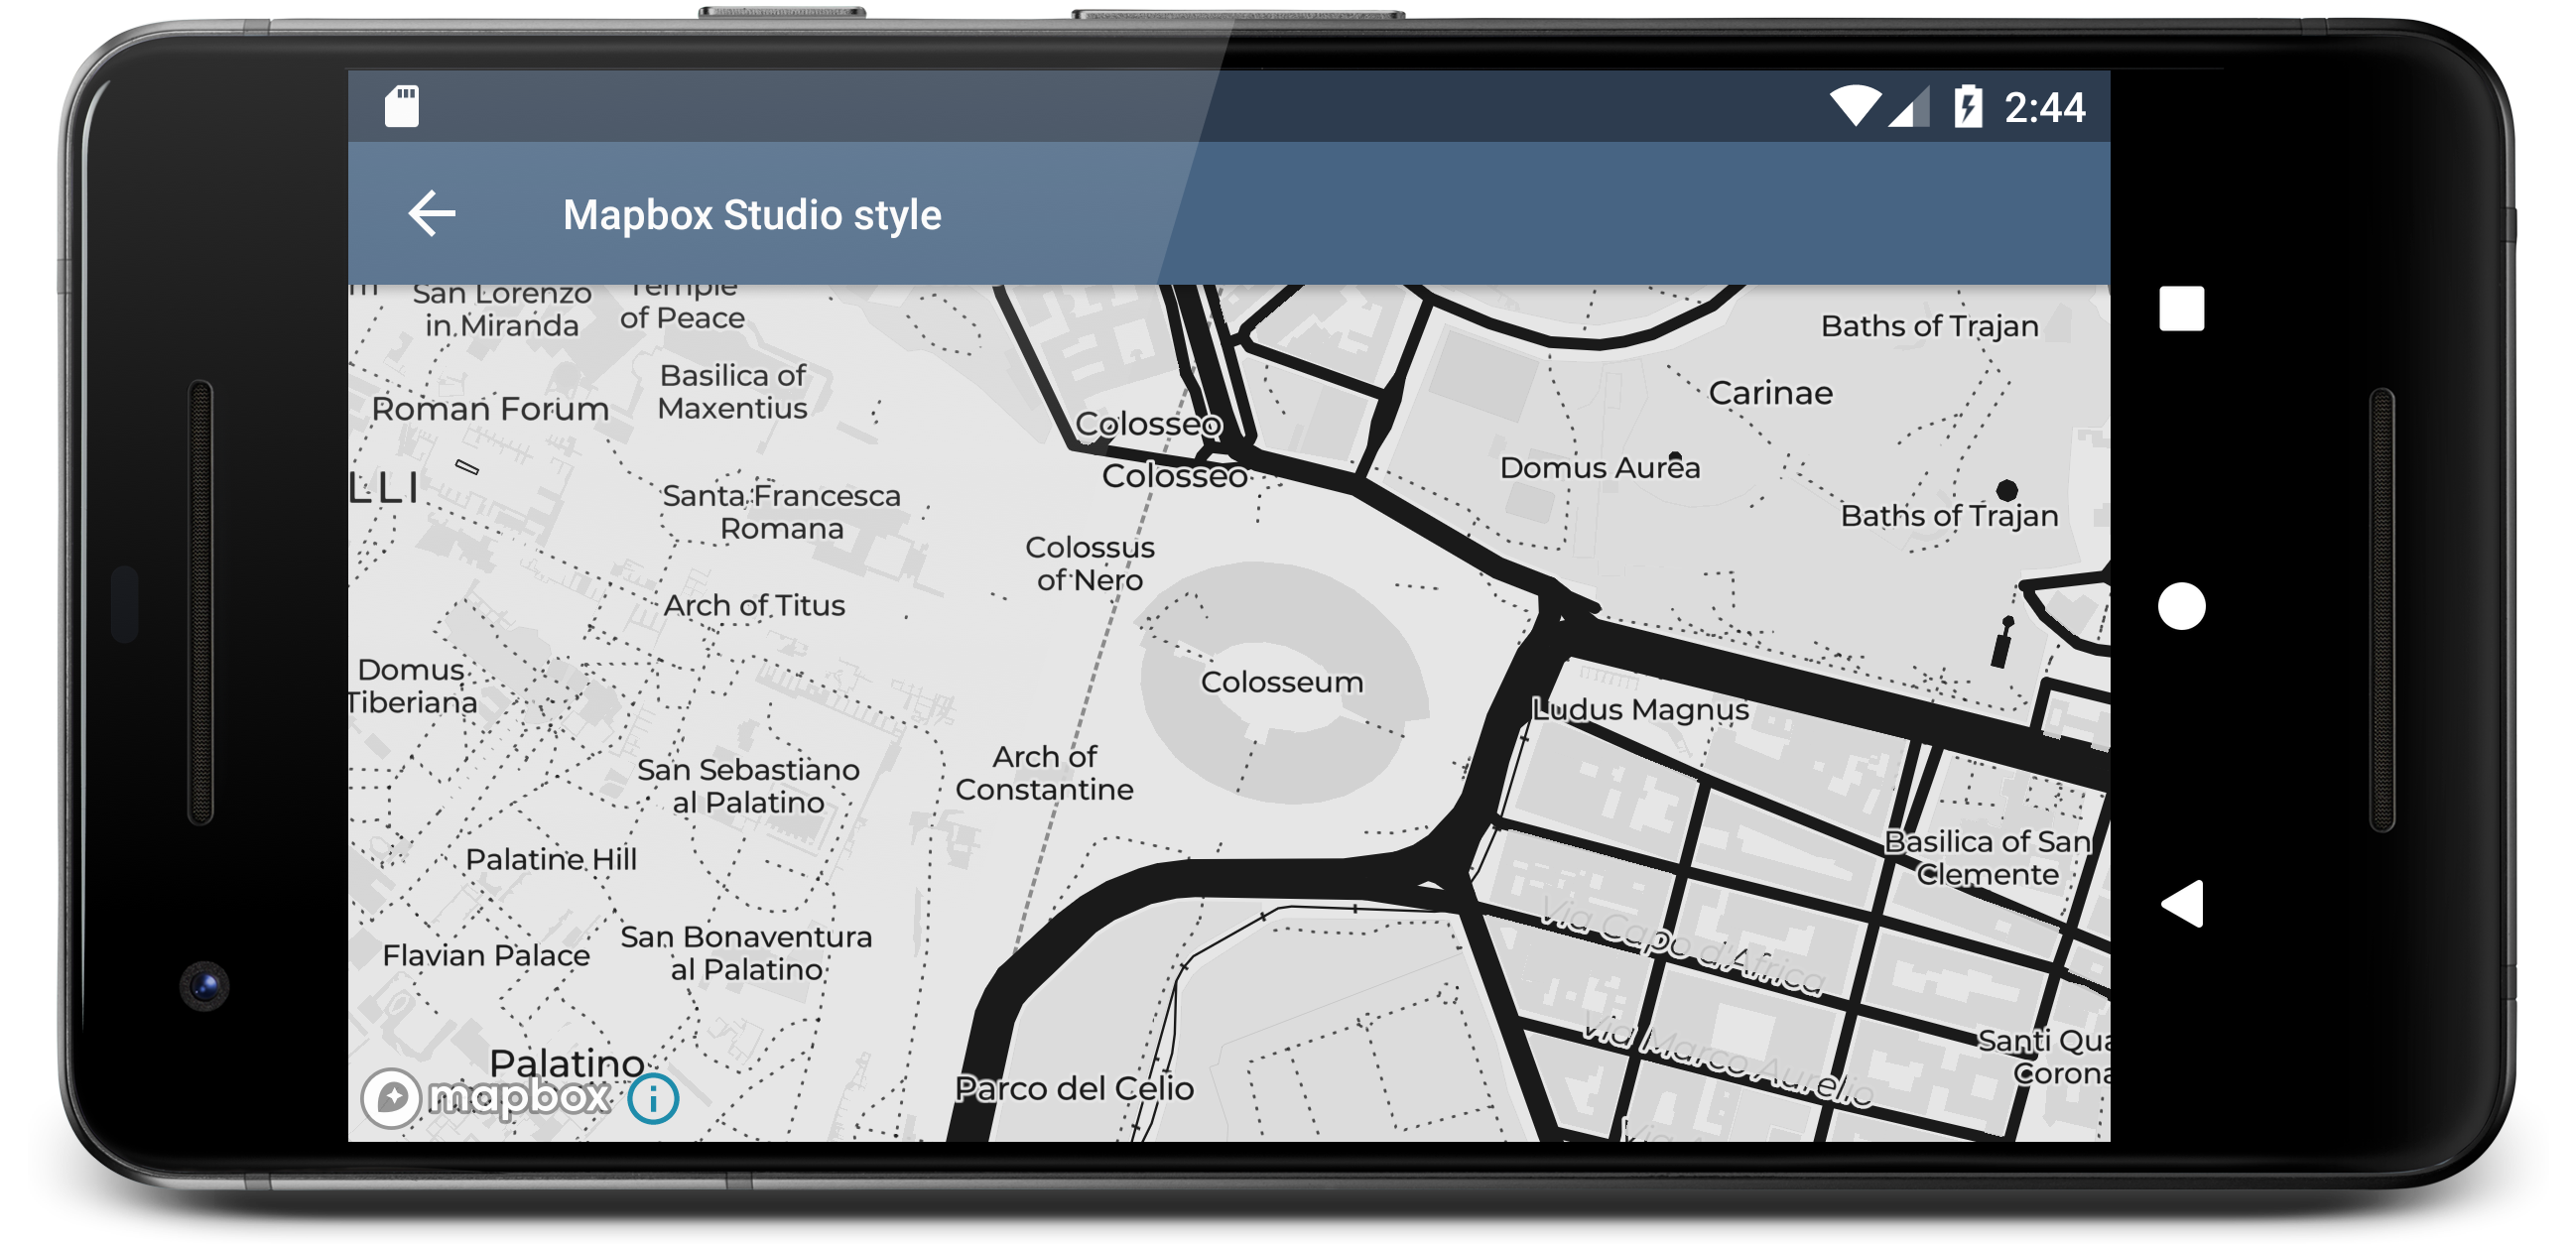 2:44
Mapbox Studio style
San Lorenzo
in Miranda
Temple
of Peace
Baths of Trajan
Basilica of
Maxentius
Roman Forum
Carinae
Colosseo
Colosseo
Domus Aurea
LLI
Santa Francesca
Romana
Baths of Trajan
Colossus
of Nero
Arch of Titus
Domus
Tiberiana
Colosseum
Ludus Magnus
Arch of
Constantine
San Sebastiano
al Palatino
Basilica of San
Clemente
Palatine Hill
Via Capo d'Africa
San Bonaventura
al Palatino
Flavian Palace
Via Marco Aurelio
Santi Qua
Corona
Palatino
Parco del Celio
mapbox
Via